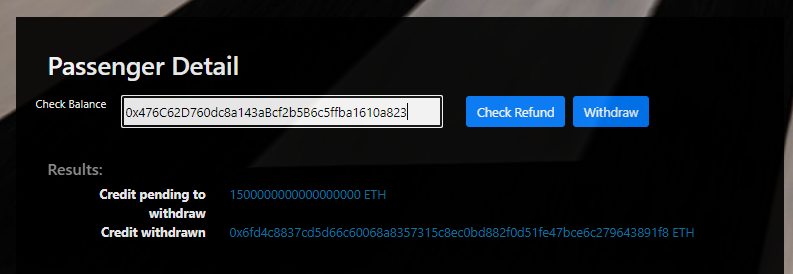 Passenger Detail
Check Balance 0x476C62D760dc8a143aBcf2b5B6c5ffba1610a823 Check Refund Withdraw
Results:
Credit pending to withdraw 1500000000000000000 ETH
Credit withdrawn 0x6fd4c8837cd5d66c60068a8357315c8ec0bd882f0d51fe47bce6c279643891f8 ETH